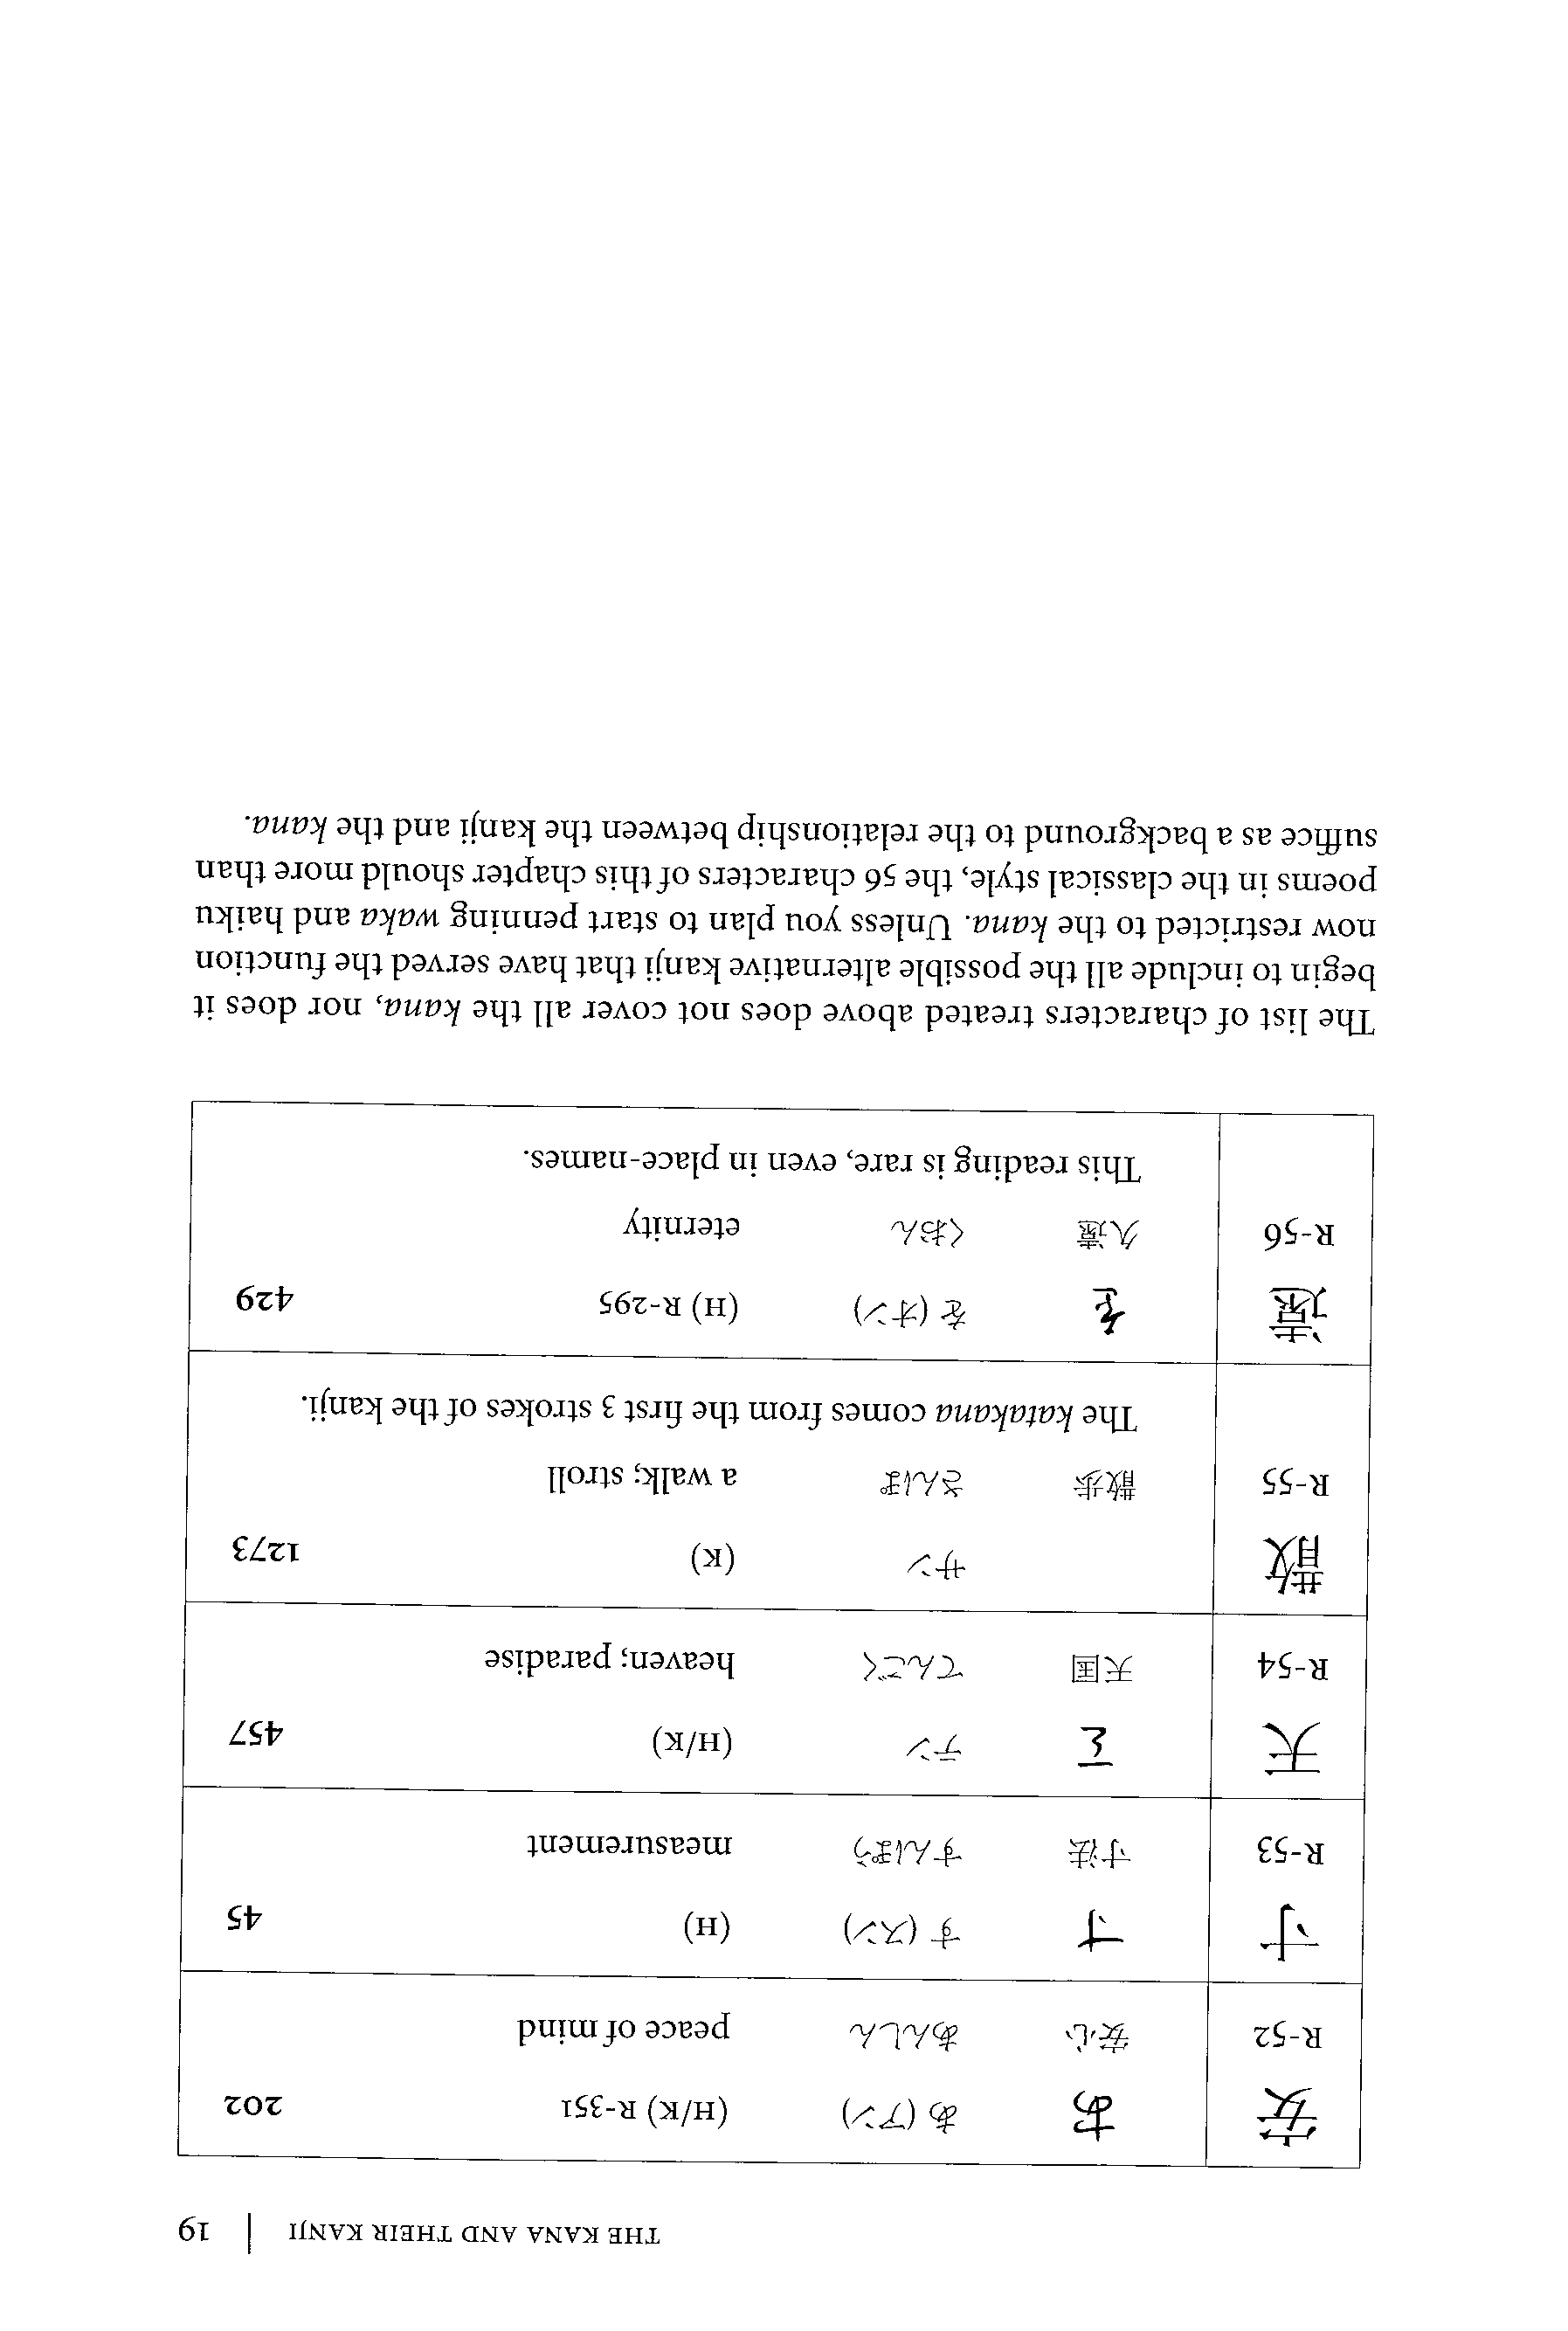 THE KANA AND THEIR KANJI | 19
安 あ (アン) (H/K) R-351 202
R-52 安心 あんしん peace of mind
寸 す (スン) (H) 45
R-53 寸法 すんぽう measurement
天 テン (H/K) 457
R-54 天国 てんごく heaven; paradise
散 サン (K) 1273
R-55 散歩 さんぽ a walk; stroll
The katakana comes from the first 3 strokes of the kanji.
遠 を (オン) (H) R-295 429
R-56 久遠 くおん eternity
This reading is rare, even in place-names.
The list of characters treated above does not cover all the kana, nor does it
begin to include all the possible alternative kanji that have served the function
now restricted to the kana. Unless you plan to start penning waka and haiku
poems in the classical style, the 56 characters of this chapter should more than
suffice as a background to the relationship between the kanji and the kana.